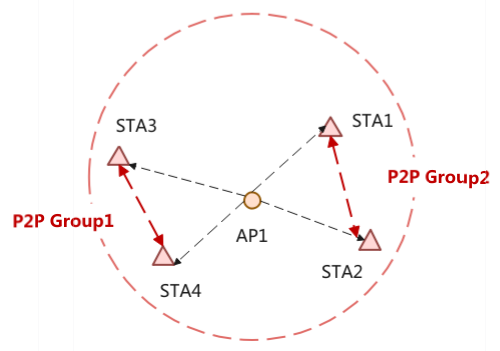 STA1
STA3
P2P Group2
P2P Group1
AP1
STA2
STA4